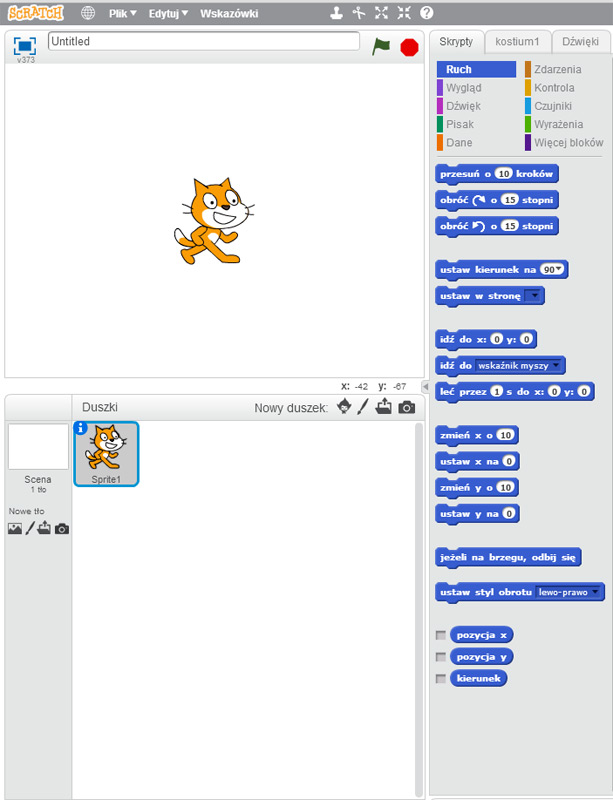 SCRATCH Plik Edytuj Wskazówki
Untitled
v373
x: -42 y: -67
Duszki Nowy duszek:
Scena
1 tło
Nowe tło
Sprite1
Skrypty kostium1 Dźwięki
Ruch Zdarzenia
Wygląd Kontrola
Dźwięk Czujniki
Pisak Wyrażenia
Dane Więcej bloków
przesuń o 10 kroków
obróć o 15 stopni
obróć o 15 stopni
ustaw kierunek na 90
ustaw w stronę
idź do x: 0 y: 0
idź do wskaźnik myszy
leć przez 1 s do x: 0 y: 0
zmień x o 10
ustaw x na 0
zmień y o 10
ustaw y na 0
jeżeli na brzegu, odbij się
ustaw styl obrotu lewo-prawo
pozycja x
pozycja y
kierunek